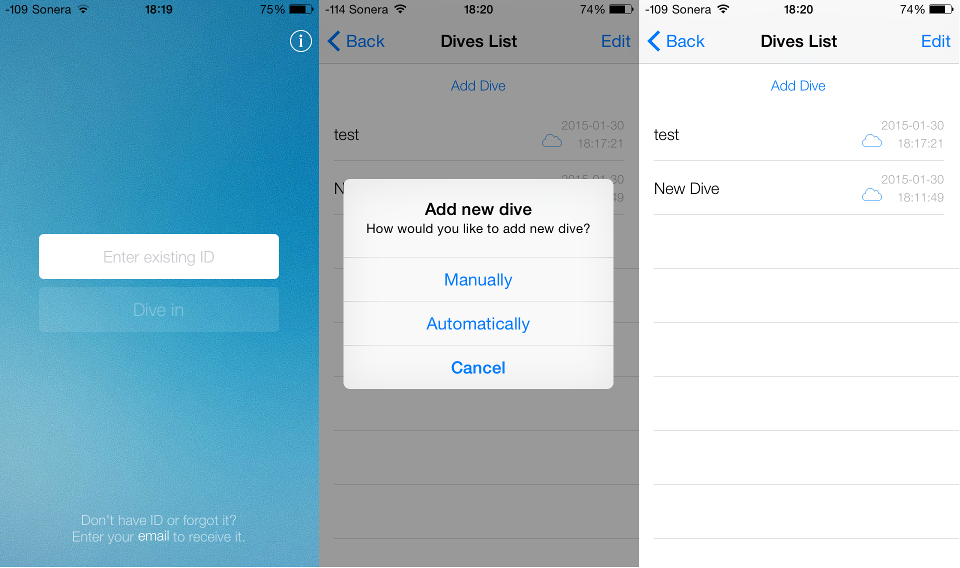 -109 Sonera 18:19 75%
Enter existing ID
Dive in
Don't have ID or forgot it?
Enter your email to receive it.
-114 Sonera 18:20 74%
Back Dives List Edit
Add Dive
2015-01-30
test
18:17:21
N 2015-01-30
49
Add new dive
How would you like to add new dive?
Manually
Automatically
Cancel
-109 Sonera 18:20 74%
Back Dives List Edit
Add Dive
2015-01-30
test
18:17:21
2015-01-30
New Dive
18:11:49